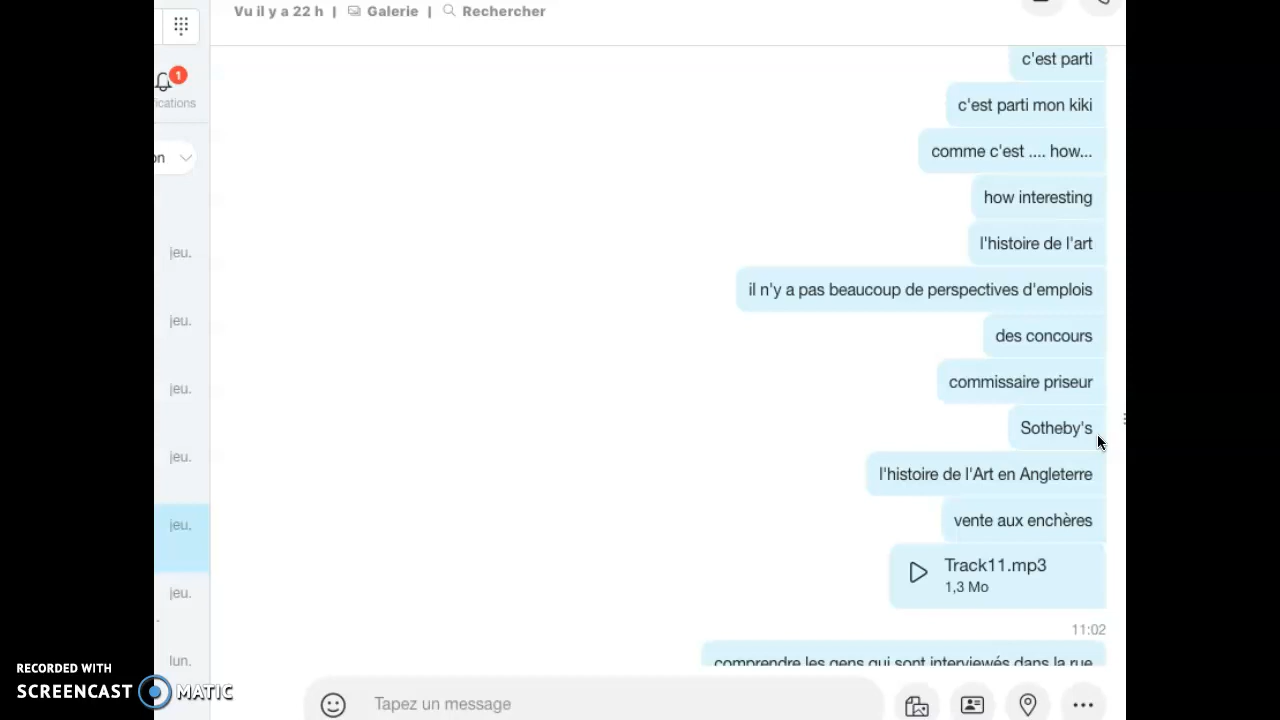 Vu il y a 22 h | Galerie | Rechercher
1
ications
on
jeu.
jeu.
jeu.
jeu.
jeu.
jeu.
lun.
c'est parti
c'est parti mon kiki
comme c'est .... how...
how interesting
l'histoire de l'art
il n'y a pas beaucoup de perspectives d'emplois
des concours
commissaire priseur
Sotheby's
l'histoire de l'Art en Angleterre
vente aux enchères
Track11.mp3
1,3 Mo
11:02
comprendre les gens qui sont interviewés dans la rue
Tapez un message
RECORDED WITH
SCREENCAST MATIC